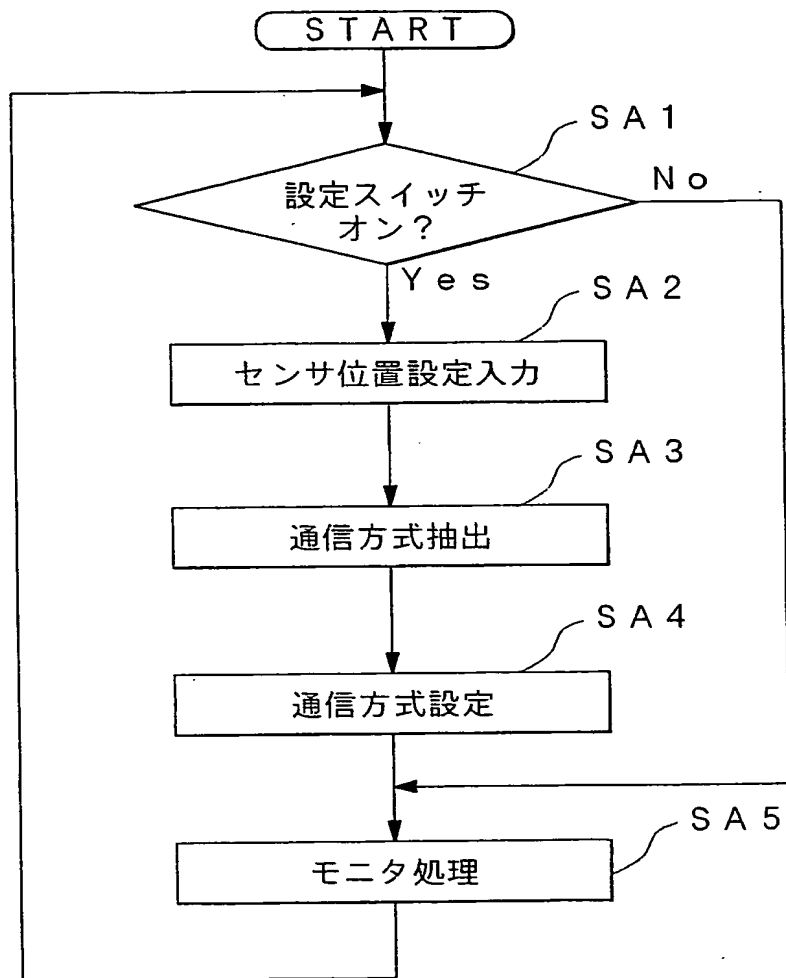 START
SA1
設定スイッチ
オン?
No
Yes
SA2
センサ位置設定入力
SA3
通信方式抽出
SA4
通信方式設定
SA5
モニタ処理